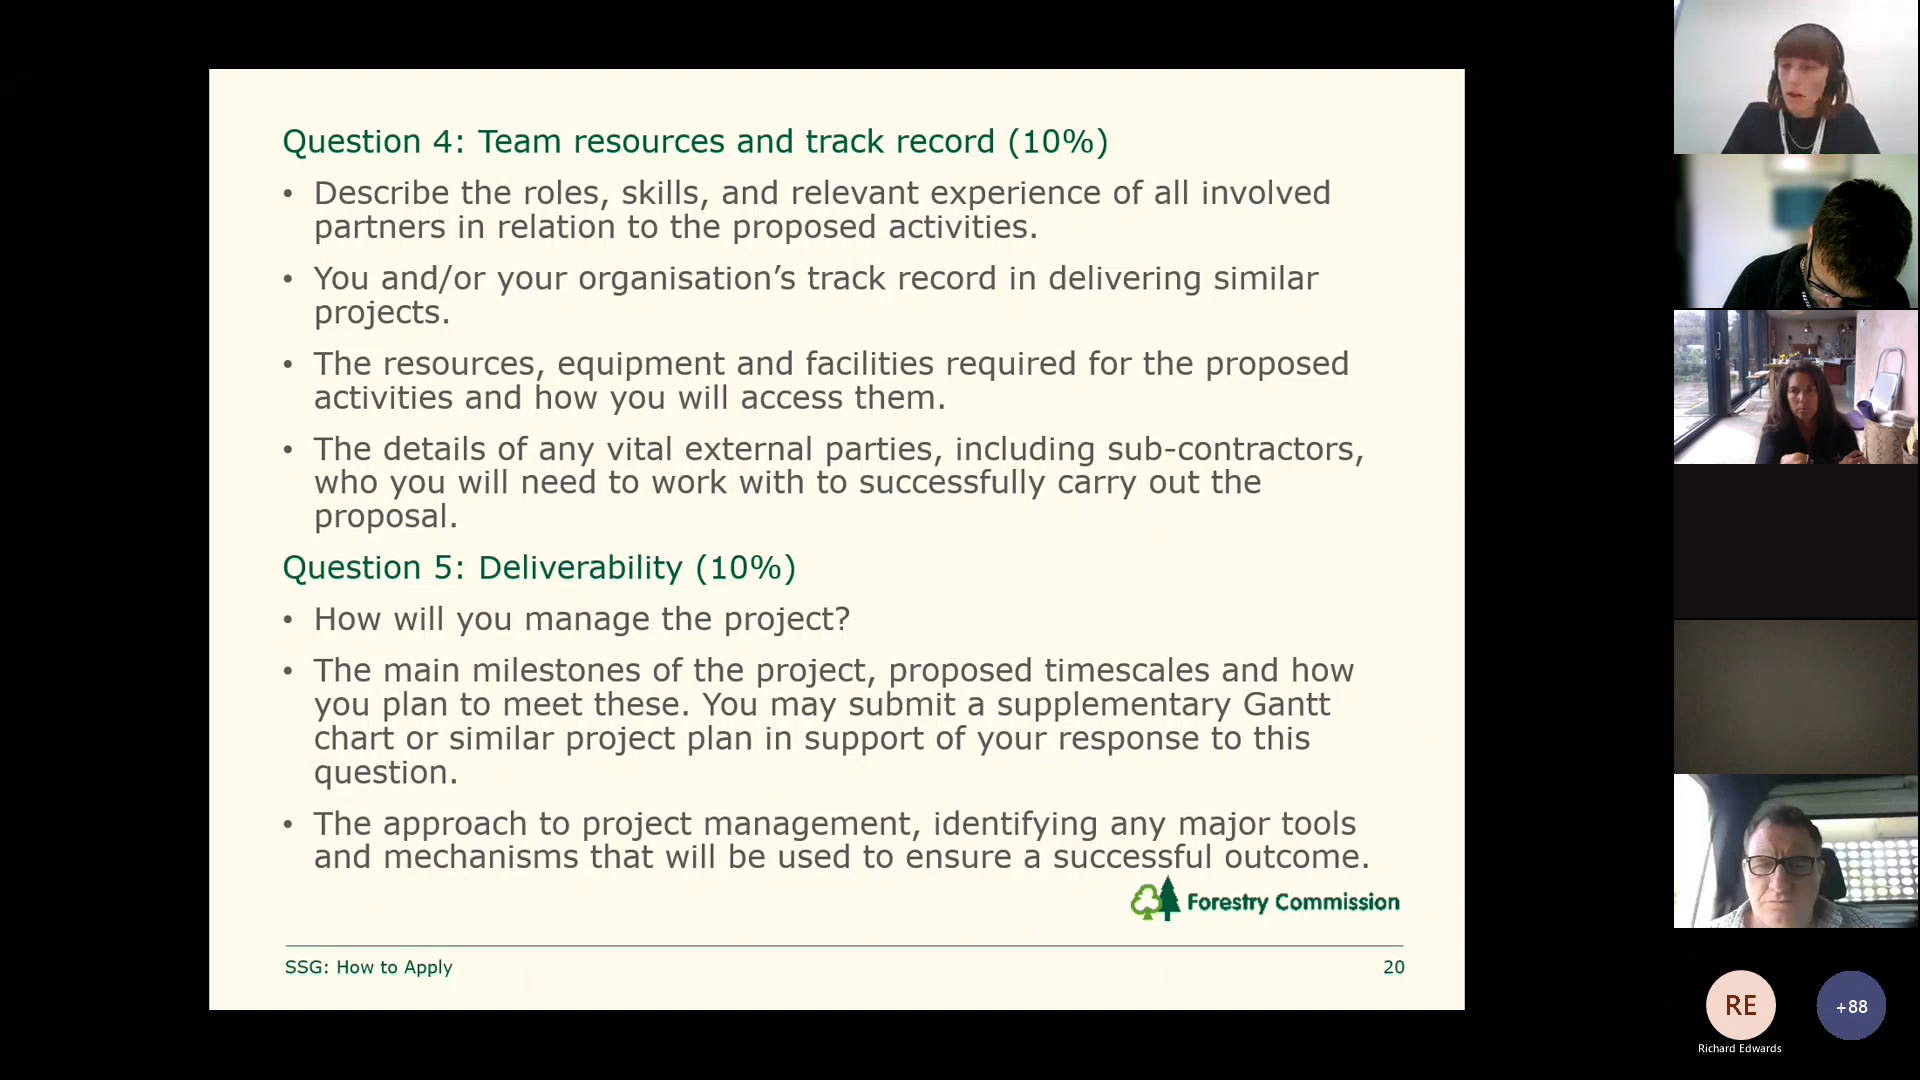 Question 4: Team resources and track record (10%)
• Describe the roles, skills, and relevant experience of all involved
partners in relation to the proposed activities.
• You and/or your organisation’s track record in delivering similar
projects.
• The resources, equipment and facilities required for the proposed
activities and how you will access them.
• The details of any vital external parties, including sub-contractors,
who you will need to work with to successfully carry out the
proposal.
Question 5: Deliverability (10%)
• How will you manage the project?
• The main milestones of the project, proposed timescales and how
you plan to meet these. You may submit a supplementary Gantt
chart or similar project plan in support of your response to this
question.
• The approach to project management, identifying any major tools
and mechanisms that will be used to ensure a successful outcome.
Forestry Commission
SSG: How to Apply
20
RE
+88
Richard Edwards